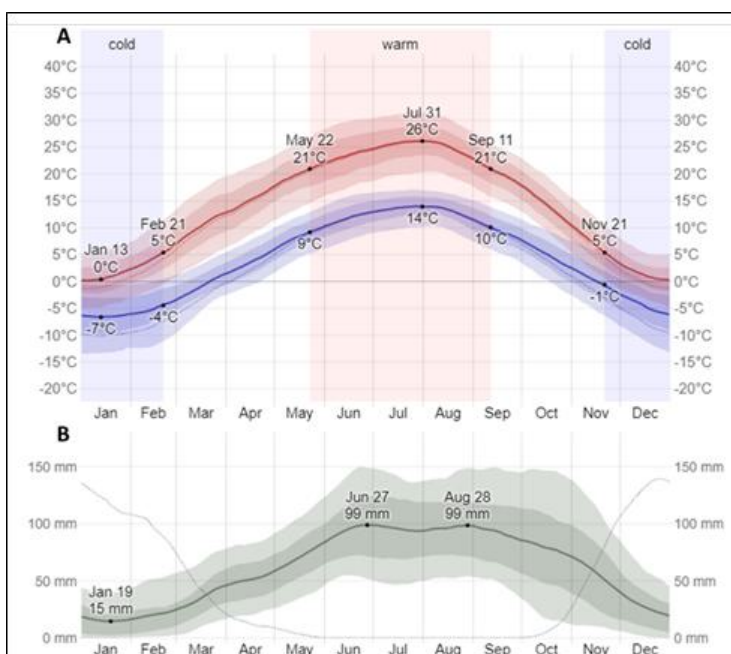 A
cold warm cold
40°C 40°C
35°C 35°C
30°C Jul 31 30°C
25°C May 22 26°C Sep 11 25°C
20°C 21°C 21°C 20°C
15°C 15°C
10°C Feb 21 14°C Nov 21 10°C
5°C Jan 13 5°C 9°C 10°C 5°C 5°C
0°C 0°C 0°C
-5°C -4°C -1°C -5°C
-10°C -7°C -10°C
-15°C -15°C
-20°C -20°C
Jan Feb Mar Apr May Jun Jul Aug Sep Oct Nov Dec
B
150 mm 150 mm
Jun 27 Aug 28
100 mm 99 mm 99 mm 100 mm
50 mm Jan 19 50 mm
15 mm
0 mm 0 mm
Jan Feb Mar Apr May Jun Jul Aug Sep Oct Nov Dec